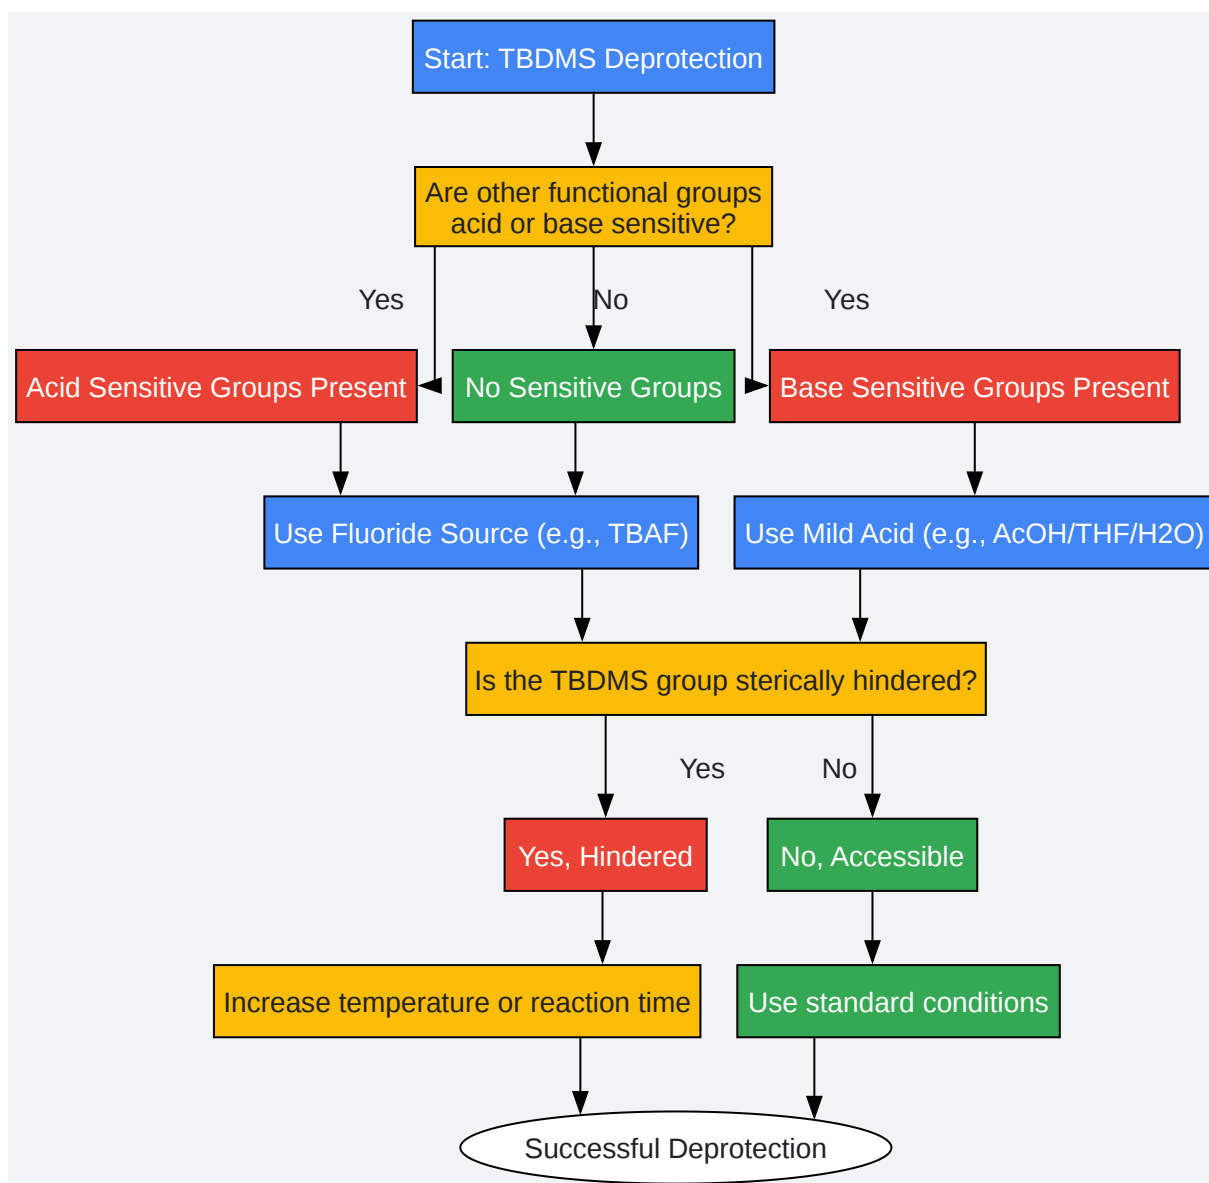 Start: TBDMS Deprotection
Are other functional groups
acid or base sensitive?
Yes
No
Yes
Acid Sensitive Groups Present
No Sensitive Groups
Base Sensitive Groups Present
Use Fluoride Source (e.g., TBAF)
Use Mild Acid (e.g., AcOH/THF/H2O)
Is the TBDMS group sterically hindered?
Yes
No
Yes, Hindered
No, Accessible
Increase temperature or reaction time
Use standard conditions
Successful Deprotection